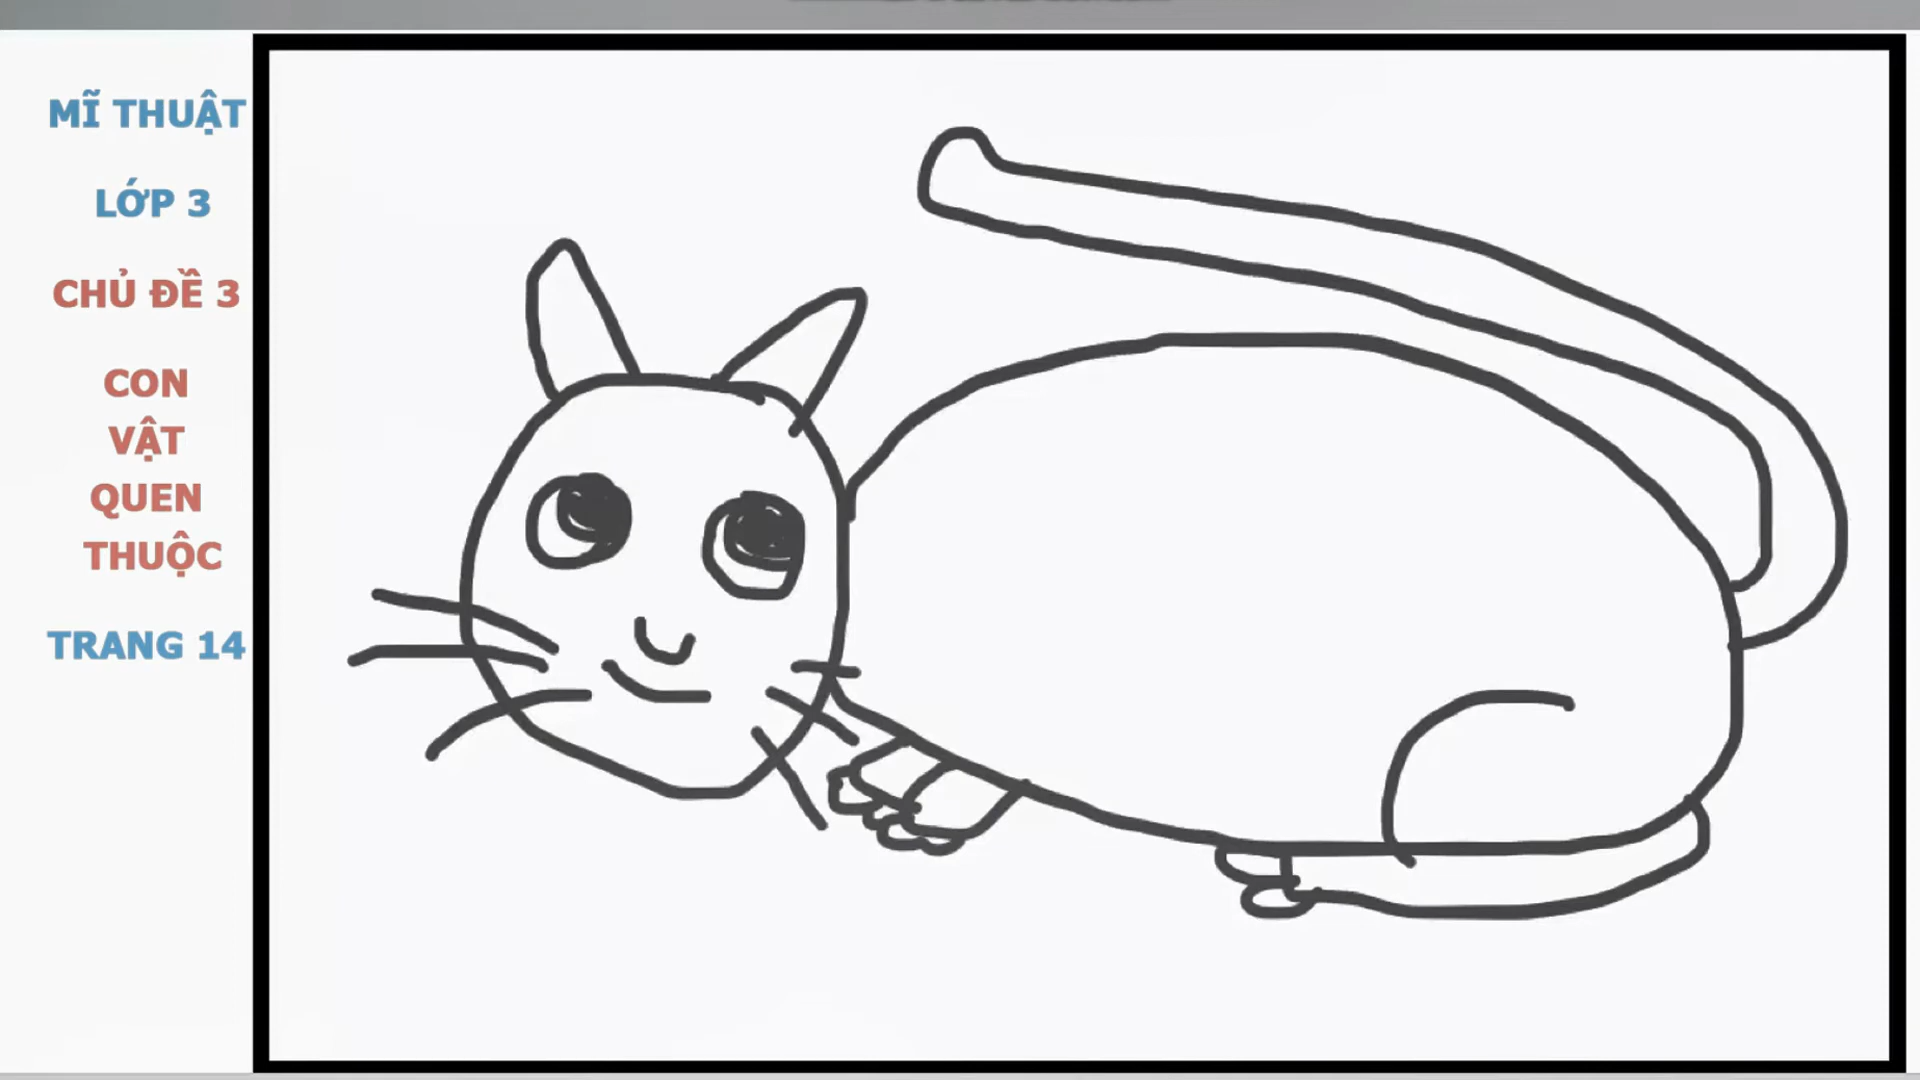 MĨ THUẬT
LỚP 3
CHỦ ĐỀ 3
CON
VẬT
QUEN
THUỘC
TRANG 14